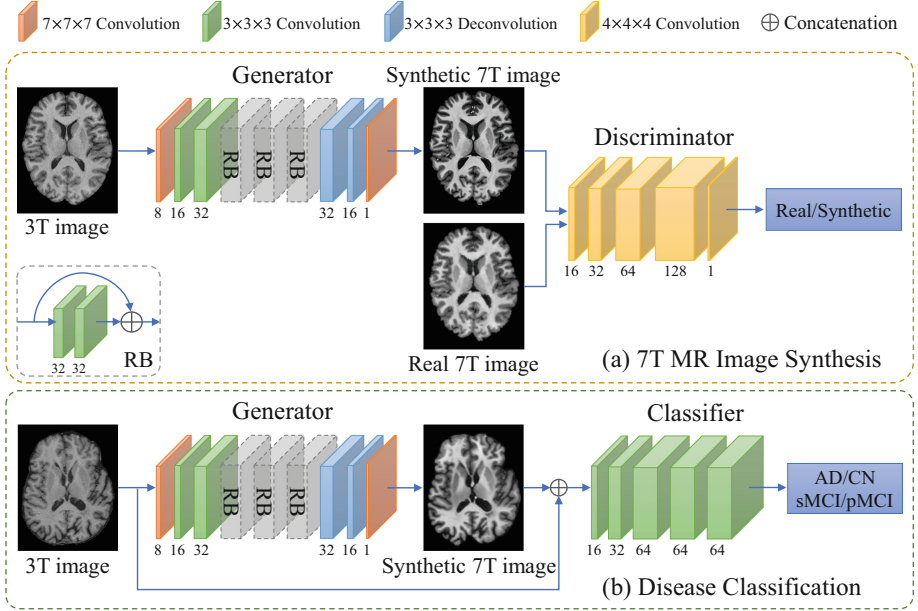 7×7×7 Convolution
3×3×3 Convolution
3×3×3 Deconvolution
4×4×4 Convolution
Concatenation
Generator
Synthetic 7T image
RB
RB
RB
8
16
32
32
16
1
3T image
Discriminator
16
32
64
128
1
Real/Synthetic
32
32
RB
Real 7T image
(a) 7T MR Image Synthesis
Generator
Classifier
RB
RB
RB
8
16
32
32
16
1
3T image
Synthetic 7T image
16
32
64
64
64
AD/CN
sMCI/pMCI
(b) Disease Classification